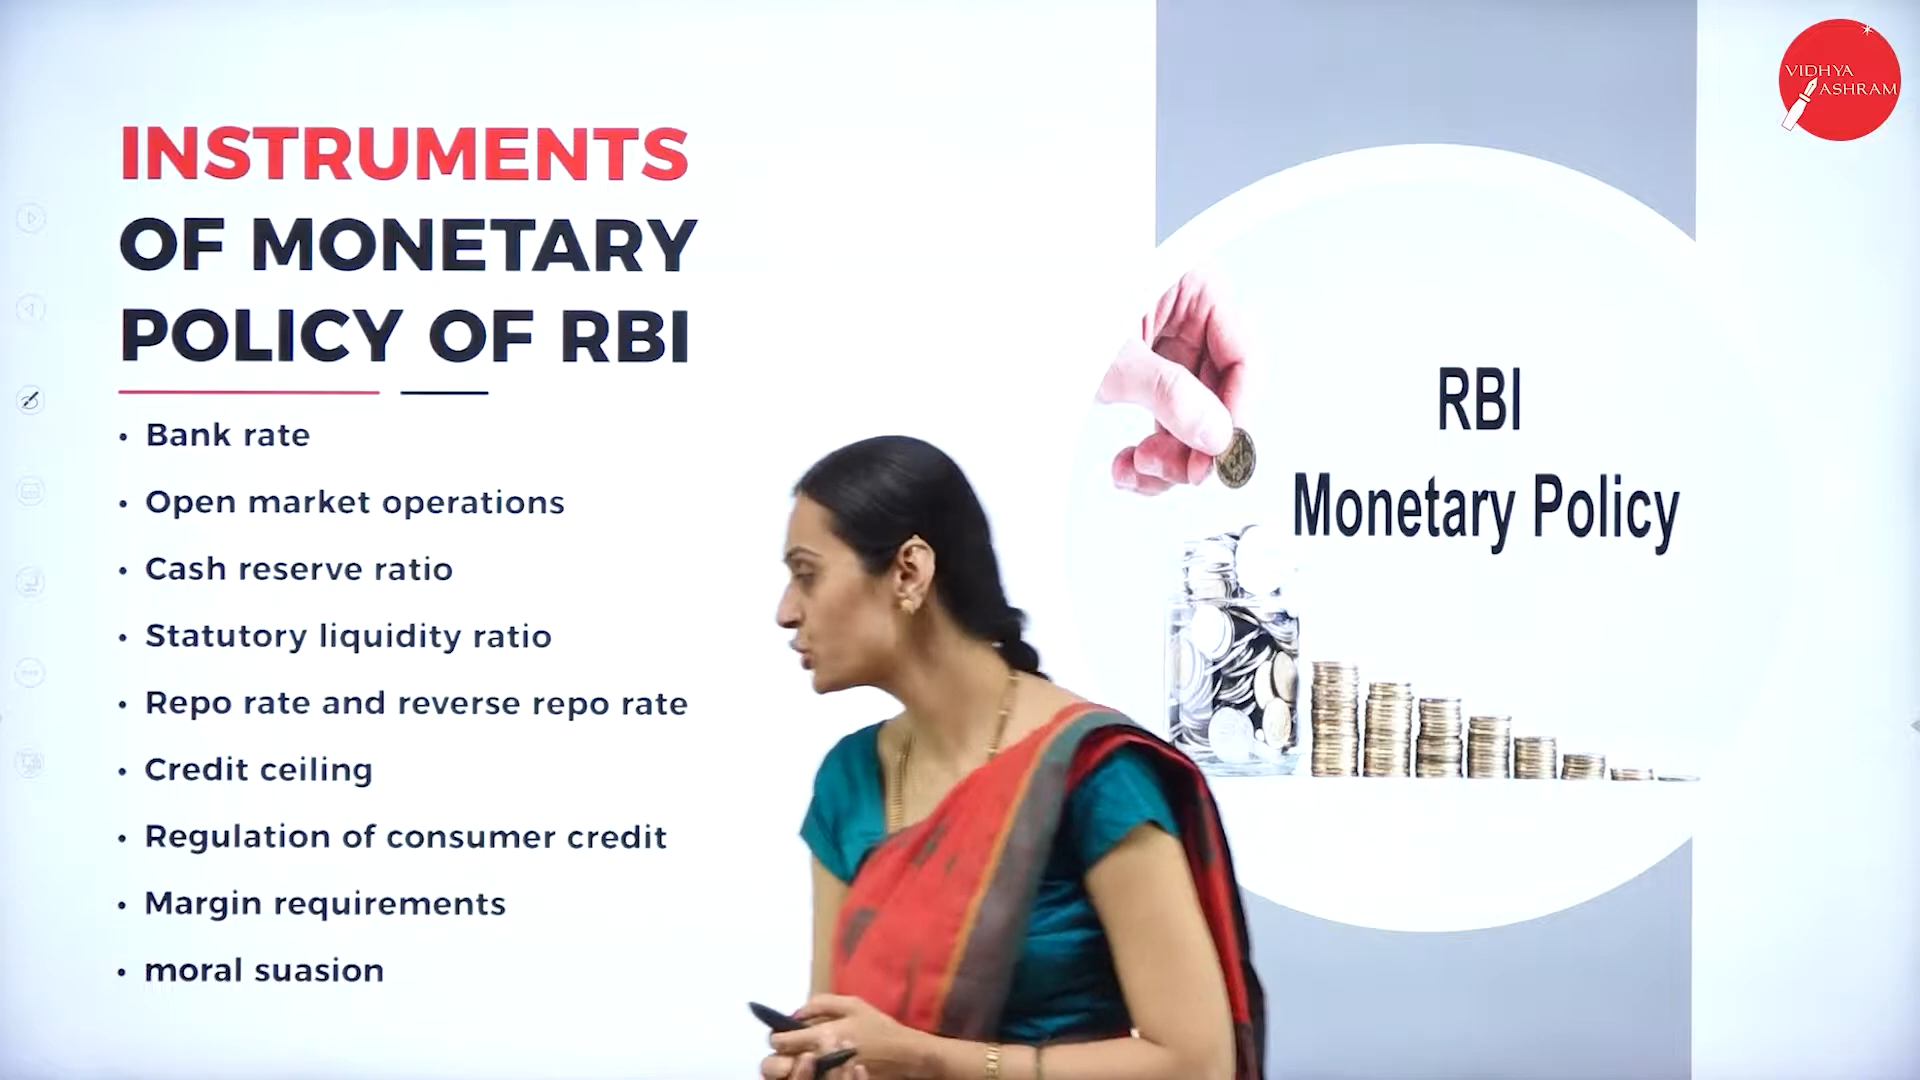 INSTRUMENTS
OF MONETARY
POLICY OF RBI
• Bank rate
• Open market operations
• Cash reserve ratio
• Statutory liquidity ratio
• Repo rate and reverse repo rate
• Credit ceiling
• Regulation of consumer credit
• Margin requirements
• moral suasion
RBI
Monetary Policy
VIDHYA
ASHRAM